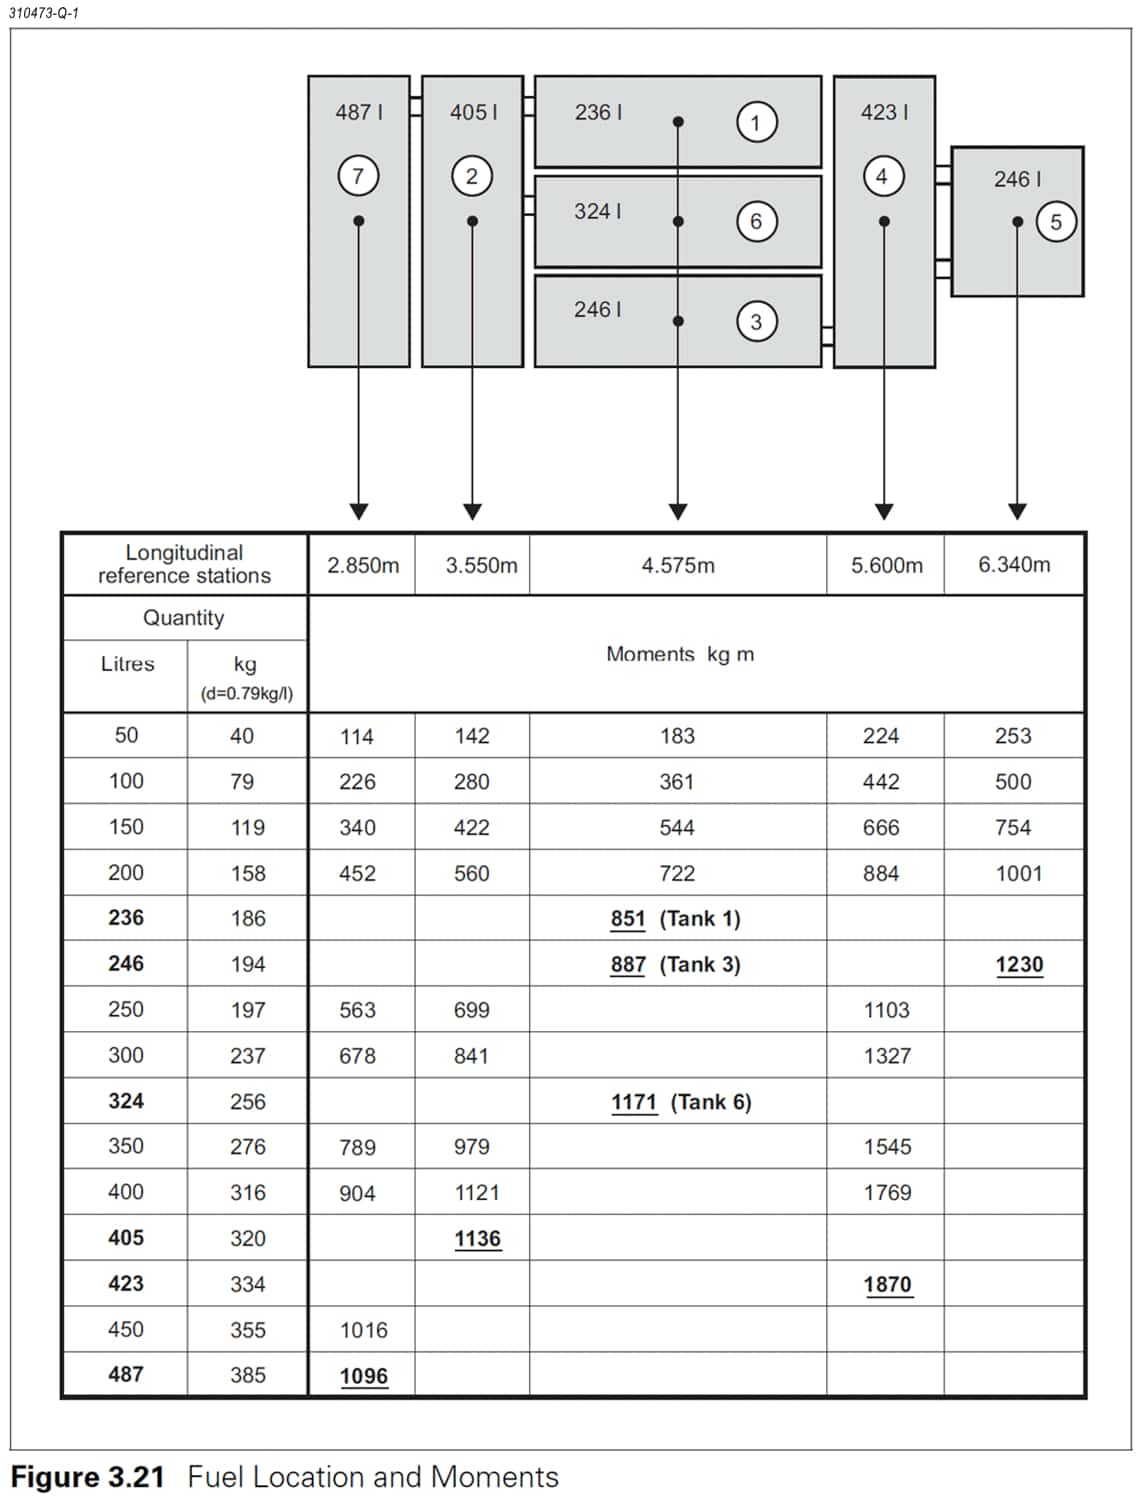 310473-Q-1
487 l
405 l
236 l
1
423 l
7
2
4
246 l
324 l
6
5
246 l
3
Longitudinal
reference stations
2.850m
3.550m
4.575m
5.600m
6.340m
Quantity
Litres
kg
(d=0.79kg/l)
Moments kg m
50 40 114 142 183 224 253
100 79 226 280 361 442 500
150 119 340 422 544 666 754
200 158 452 560 722 884 1001
236 186 851 (Tank 1)
246 194 887 (Tank 3) 1230
250 197 563 699 1103
300 237 678 841 1327
324 256 1171 (Tank 6)
350 276 789 979 1545
400 316 904 1121 1769
405 320 1136
423 334 1870
450 355 1016
487 385 1096
Figure 3.21 Fuel Location and Moments